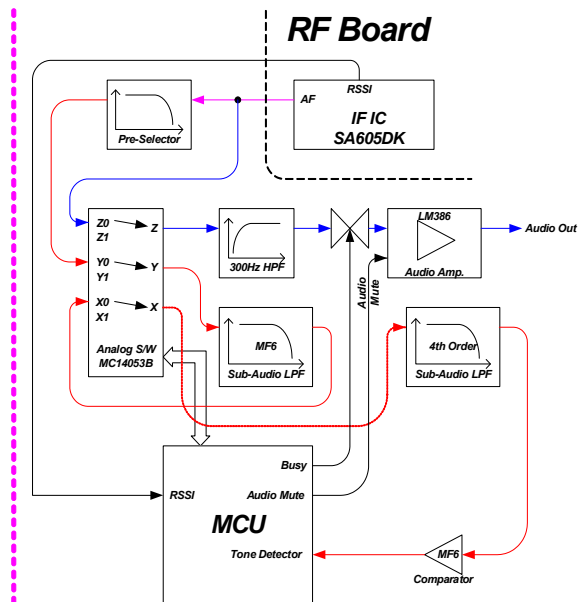 RF Board
RSSI
AF
IF IC
SA605DK
Pre-Selector
Z0
Z1
Z
Y0
Y1
Y
X0
X1
X
Analog S/W
MC14053B
300Hz HPF
LM386
Audio Amp.
Audio Out
Audio
Mute
MF6
Sub-Audio LPF
4th Order
Sub-Audio LPF
Busy
RSSI
Audio Mute
MCU
Tone Detector
MF6
Comparator